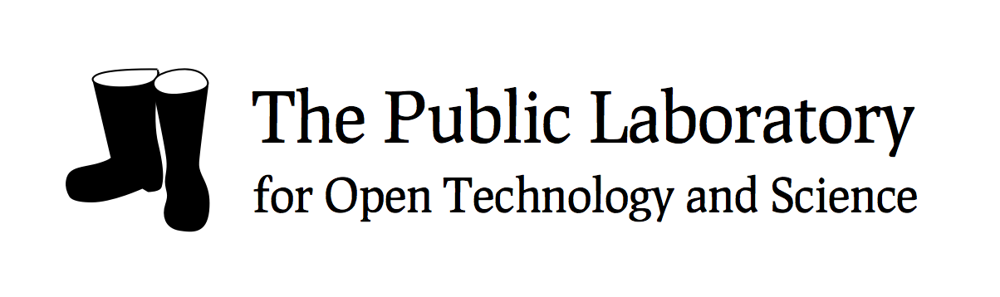 The Public Laboratory
for Open Technology and Science